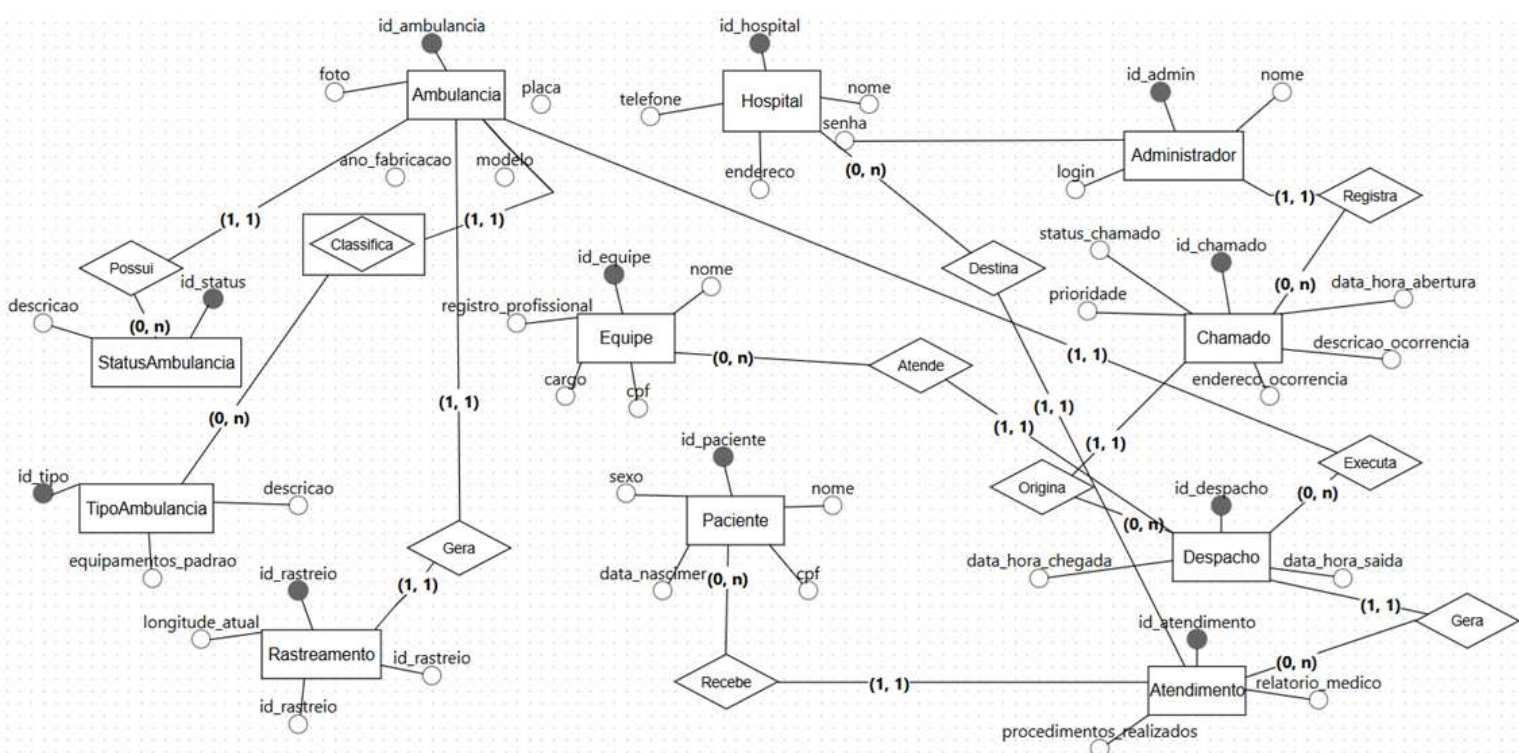 id_ambulancia
id_hospital
foto
Ambulancia
placa
telefone
Hospital
nome
id_admin
nome
senha
Administrador
ano_fabricacao
modelo
endereco
(0, n)
login
(1, 1)
Registra
(1, 1)
Classifica
(1, 1)
Possui
id_status
status_chamado
id_chamado
id_equipe
nome
Destina
prioridade
(0, n)
data_hora_abertura
descricao
(0, n)
registro_profissional
Equipe
Chamado
StatusAmbulancia
(0, n)
Atende
(1, 1)
descricao_ocorrencia
cargo
cpf
endereco_ocorrencia
(1, 1)
(0, n)
(1, 1)
(1, 1)
(1, 1)
id_paciente
Executa
id_tipo
TipoAmbulancia
descricao
sexo
nome
Paciente
Origina
id_despacho
(0, n)
(0, n)
equipamentos_padrao
Gera
data_hora_chegada
Despacho
data_hora_saida
id_rastreio
(1, 1)
data_nascimer
(0, n)
cpf
(1, 1)
Gera
longitude_atual
Rastreamento
id_rastreio
id_atendimento
(0, n)
Recebe
(1, 1)
Atendimento
relatorio_medico
id_rastreio
procedimentos_realizados